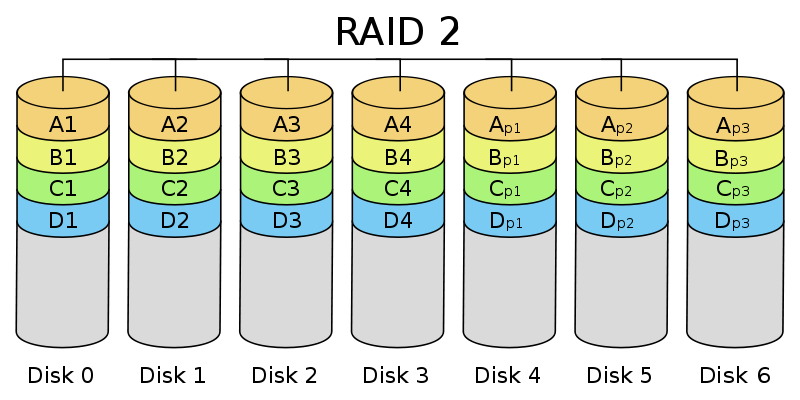 RAID 2
A1 A2 A3 A4 Ap1 Ap2 Ap3
B1 B2 B3 B4 Bp1 Bp2 Bp3
C1 C2 C3 C4 Cp1 Cp2 Cp3
D1 D2 D3 D4 Dp1 Dp2 Dp3
Disk 0 Disk 1 Disk 2 Disk 3 Disk 4 Disk 5 Disk 6